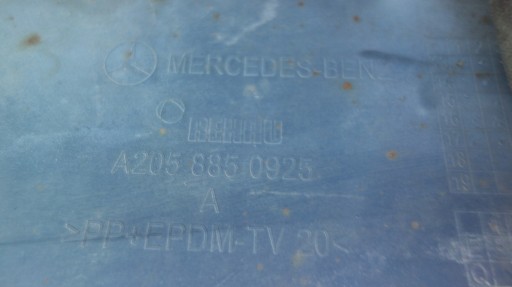 MERCEDES-BENZ
A205 885 0925
A
>PP+EPDM-TV 20<